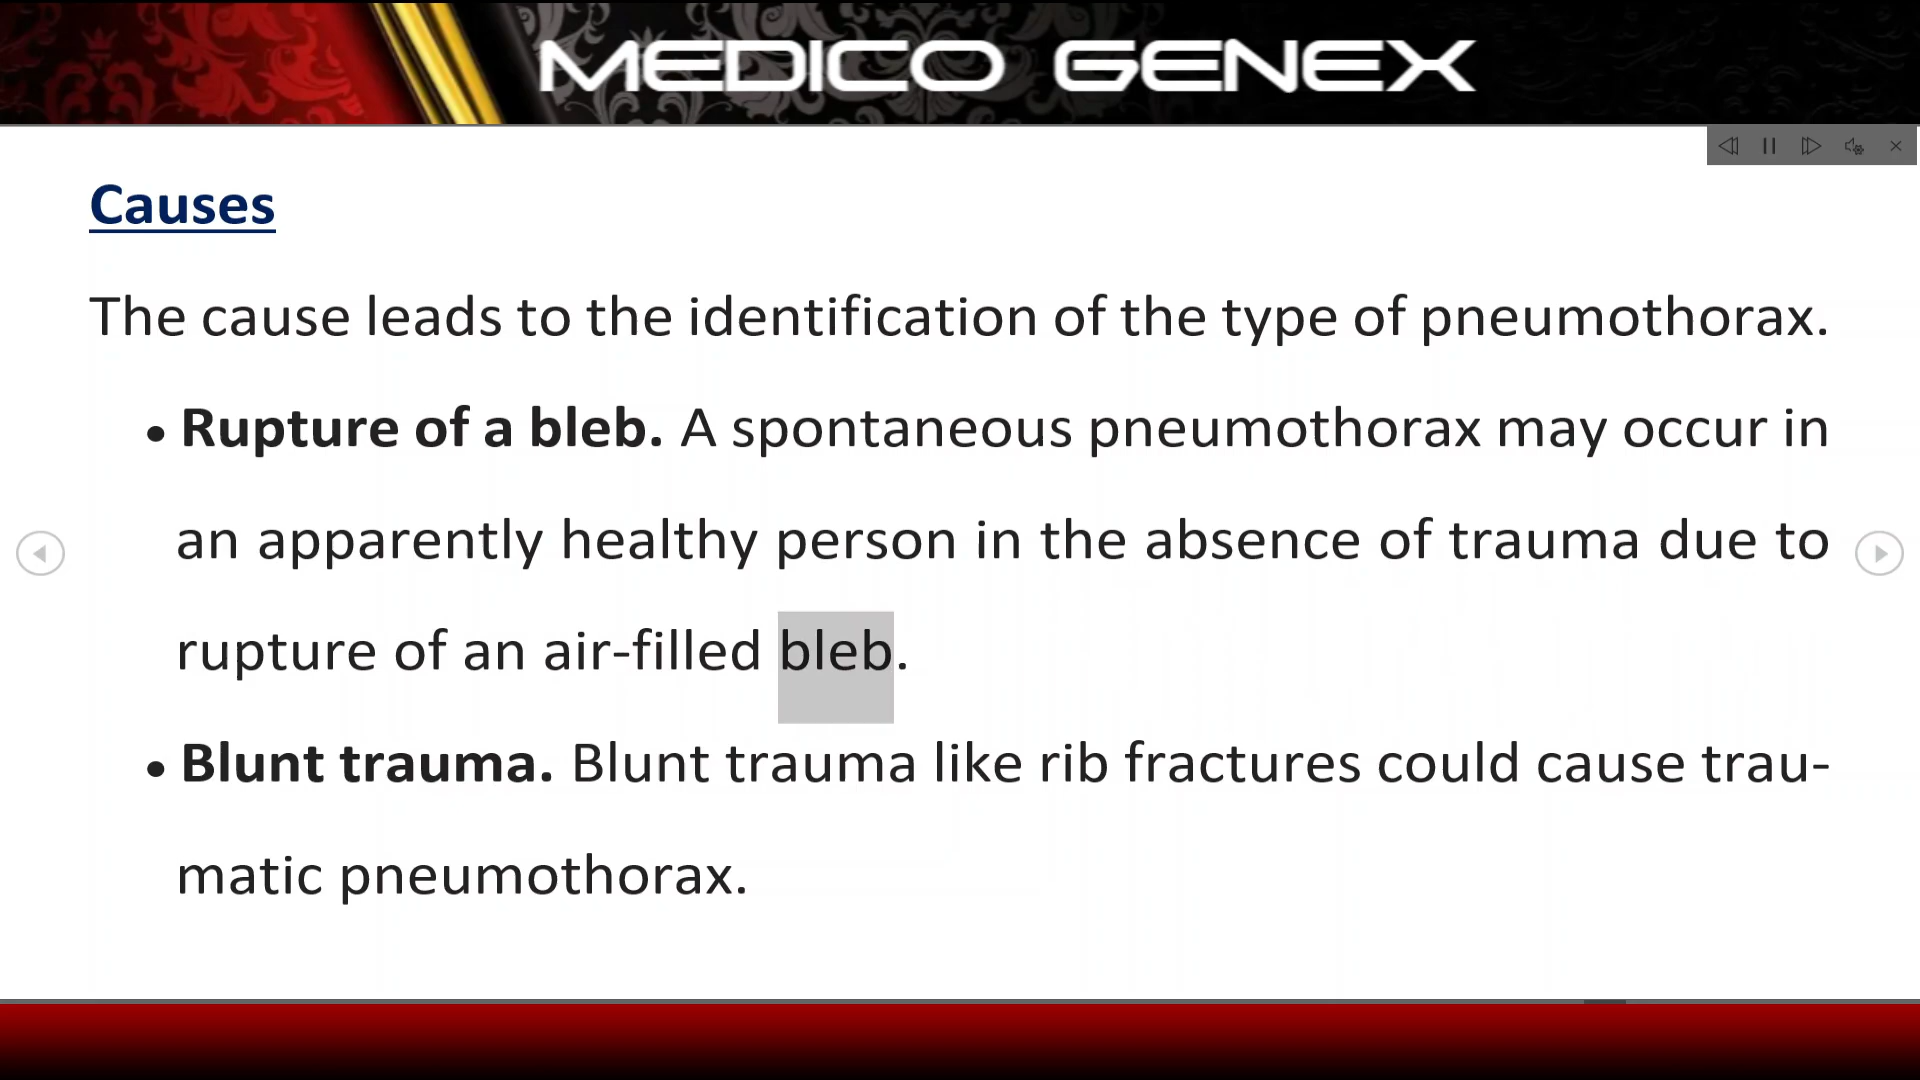 MEDICO GENEX
Causes
The cause leads to the identification of the type of pneumothorax.
• Rupture of a bleb. A spontaneous pneumothorax may occur in
an apparently healthy person in the absence of trauma due to
rupture of an air-filled bleb.
• Blunt trauma. Blunt trauma like rib fractures could cause trau-
matic pneumothorax.